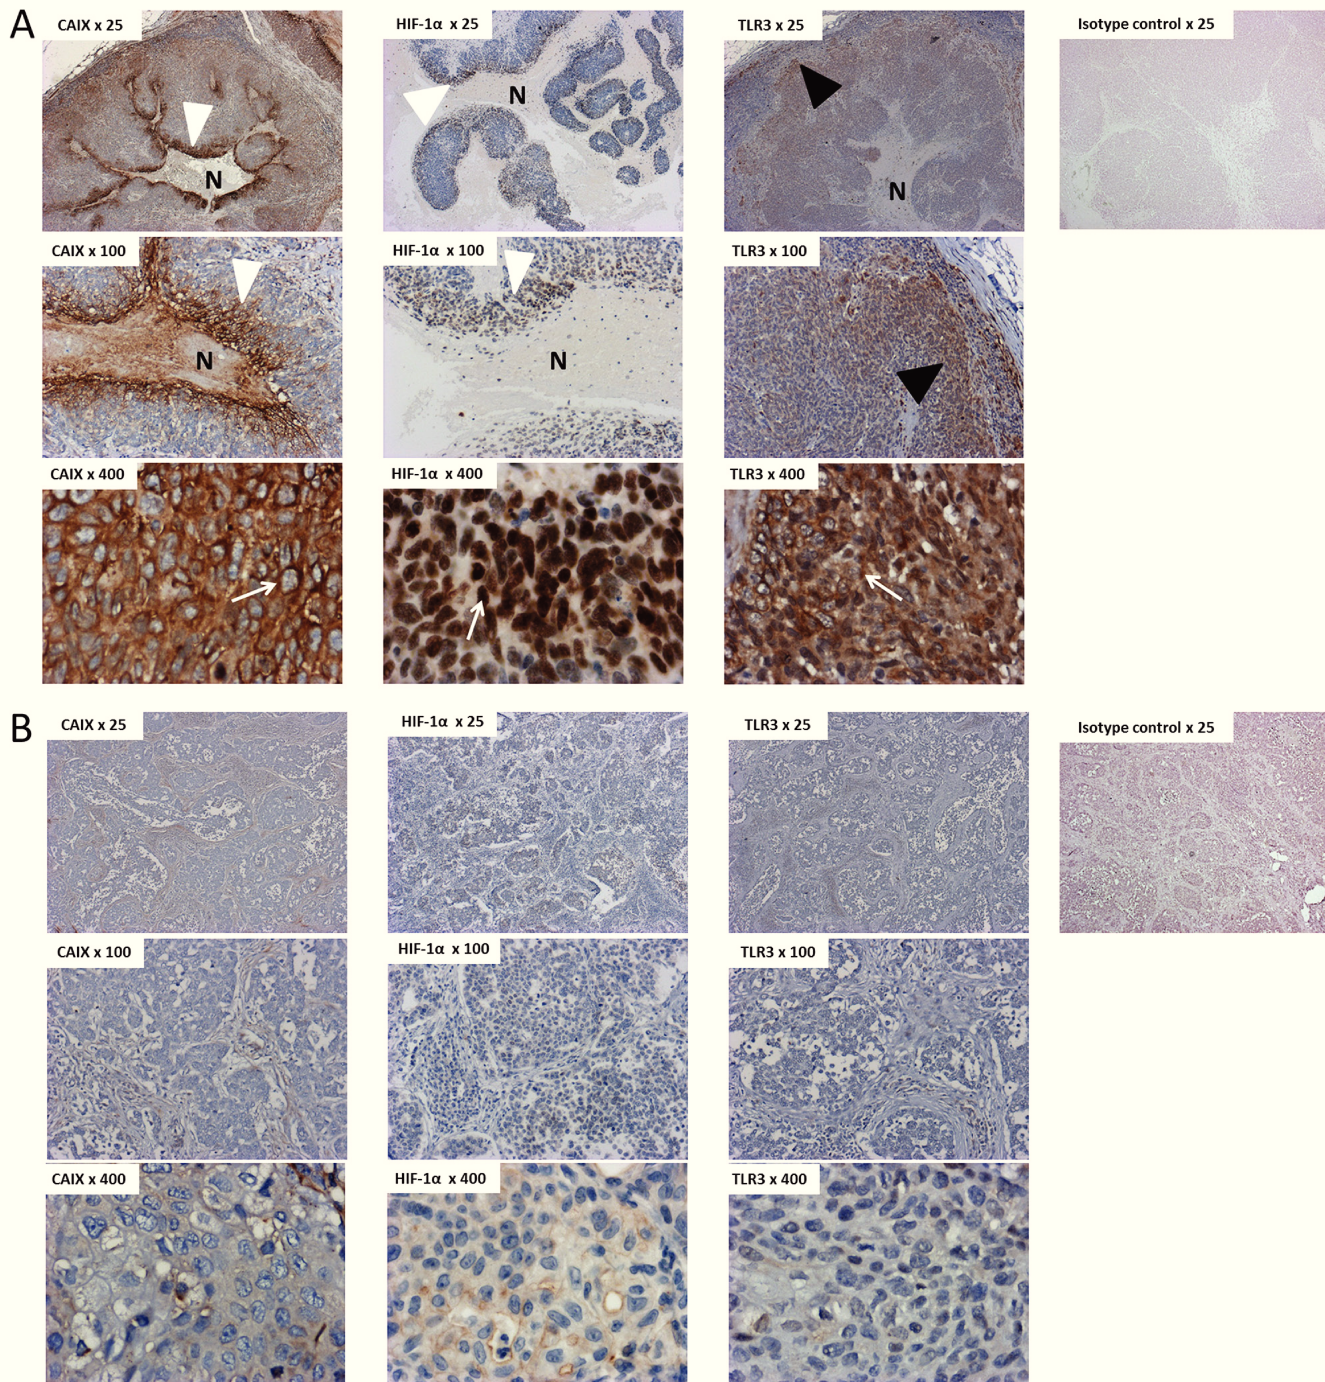 A
CAIX x 25
HIF-1α x 25
TLR3 x 25
Isotype control x 25
N
N
N
CAIX x 100
HIF-1α x 100
TLR3 x 100
N
N
CAIX x 400
HIF-1α x 400
TLR3 x 400
B
CAIX x 25
HIF-1α x 25
TLR3 x 25
Isotype control x 25
CAIX x 100
HIF-1α x 100
TLR3 x 100
CAIX x 400
HIF-1α x 400
TLR3 x 400